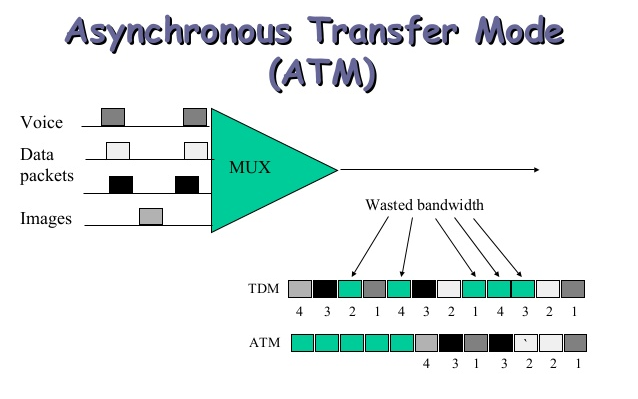 Asynchronous Transfer Mode
(ATM)
Voice
Data
packets
Images
MUX
Wasted bandwidth
TDM
4 3 2 1 4 3 2 1 4 3 2 1
ATM
`
4 3 1 3 2 2 1